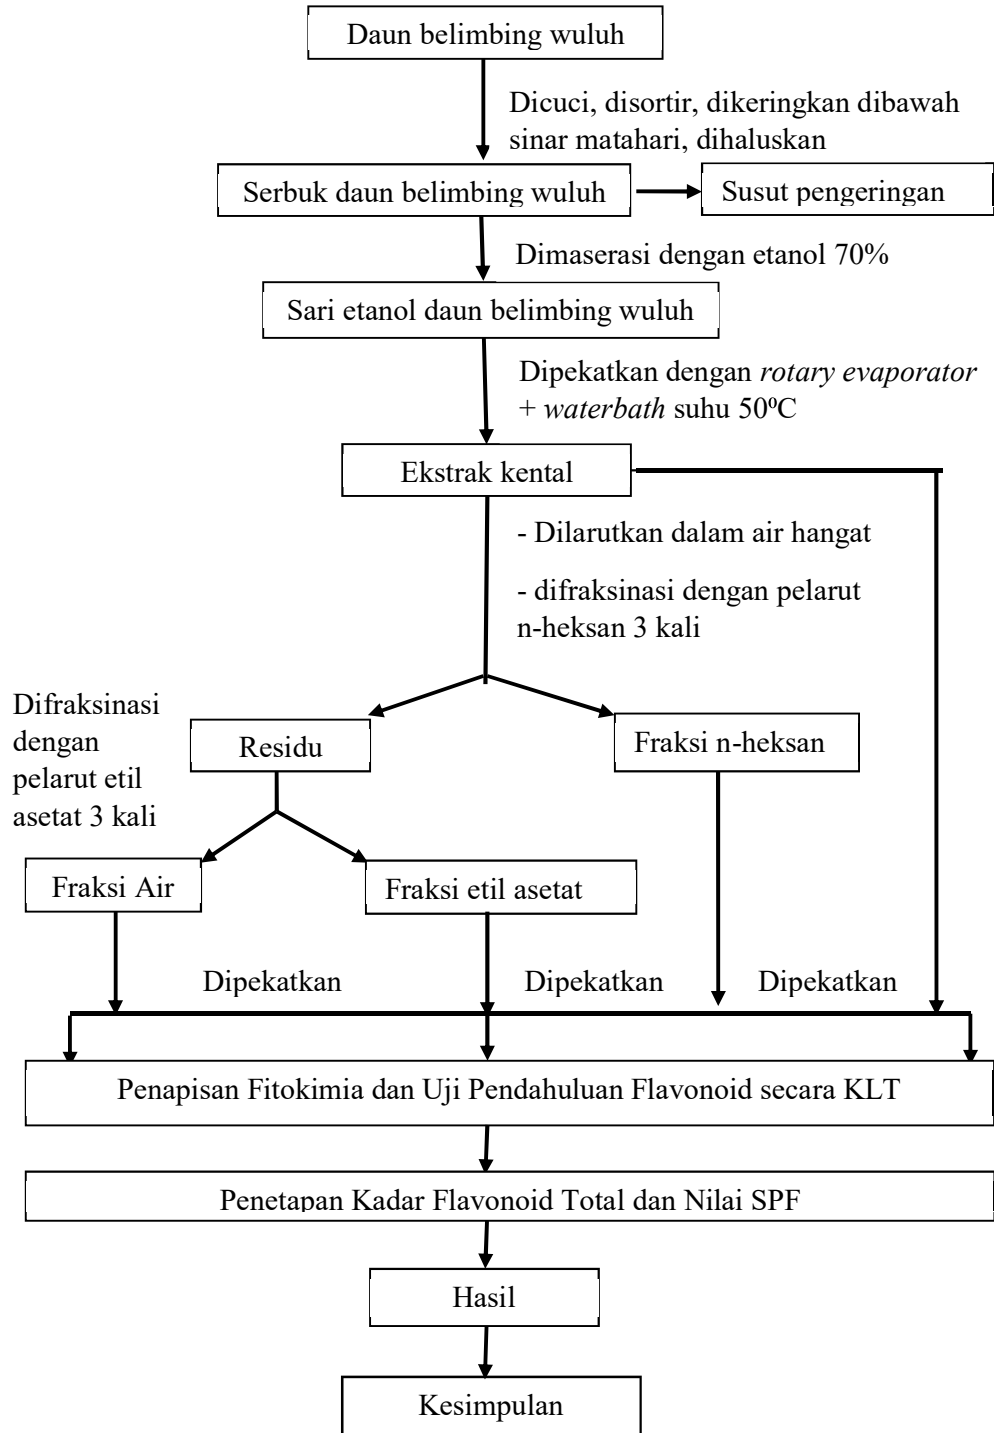 Daun belimbing wuluh
Dicuci, disortir, dikeringkan dibawah
sinar matahari, dihaluskan
Serbuk daun belimbing wuluh
Susut pengeringan
Dimaserasi dengan etanol 70%
Sari etanol daun belimbing wuluh
Dipekatkan dengan rotary evaporator
+ waterbath suhu 50⁰C
Ekstrak kental
- Dilarutkan dalam air hangat
- difraksinasi dengan pelarut
n-heksan 3 kali
Difraksinasi
dengan
pelarut etil
asetat 3 kali
Residu
Fraksi n-heksan
Fraksi Air
Fraksi etil asetat
Dipekatkan
Dipekatkan
Dipekatkan
Penapisan Fitokimia dan Uji Pendahuluan Flavonoid secara KLT
Penetapan Kadar Flavonoid Total dan Nilai SPF
Hasil
Kesimpulan